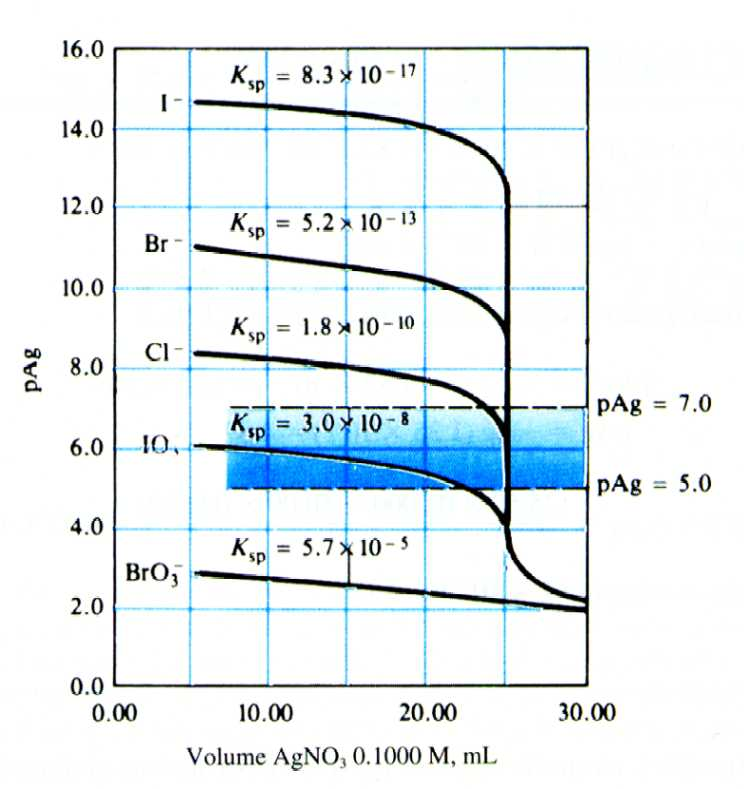 16.0
K_sp = 8.3 × 10⁻¹⁷
I⁻
14.0
12.0
K_sp = 5.2 × 10⁻¹³
Br⁻
10.0
K_sp = 1.8 × 10⁻¹⁰
Cl⁻
8.0
pAg
pAg = 7.0
K_sp = 3.0 × 10⁻⁸
6.0
IO
pAg = 5.0
4.0
K_sp = 5.7 × 10⁻⁵
BrO₃⁻
2.0
0.0
0.00 10.00 20.00 30.00
Volume AgNO₃ 0.1000 M, mL